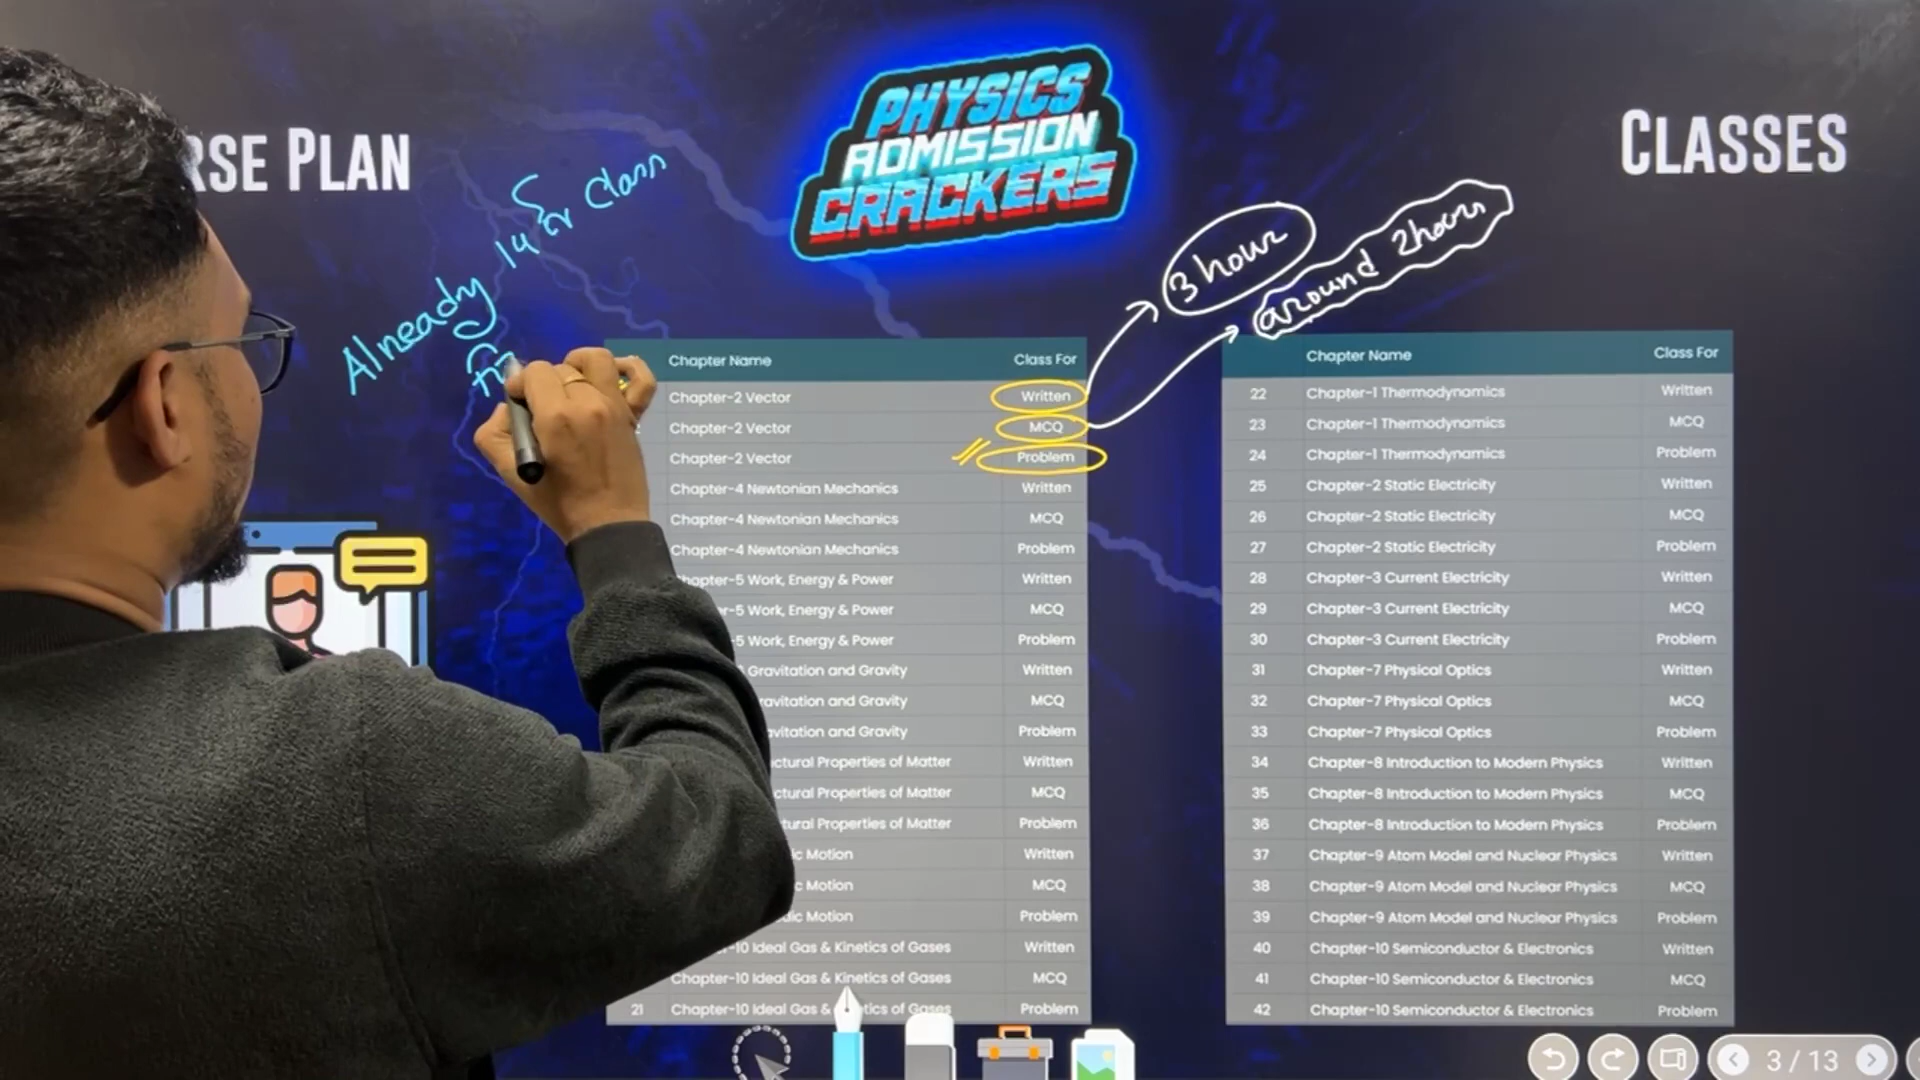 RSE PLAN
PHYSICS
ADMISSION
CRACKERS
CLASSES
Already 14
Class
3 hour
around 2hours
Chapter Name Class For
Chapter-2 Vector Written
Chapter-2 Vector MCQ
Chapter-2 Vector Problem
Chapter-4 Newtonian Mechanics Written
Chapter-4 Newtonian Mechanics MCQ
Chapter-4 Newtonian Mechanics Problem
hapter-5 Work, Energy & Power Written
er-5 Work, Energy & Power MCQ
-5 Work, Energy & Power Problem
Gravitation and Gravity Written
ravitation and Gravity MCQ
avitation and Gravity Problem
ctural Properties of Matter Written
ctural Properties of Matter MCQ
tural Properties of Matter Problem
ic Motion Written
c Motion MCQ
dic Motion Problem
-10 Ideal Gas & Kinetics of Gases Written
Chapter-10 Ideal Gas & Kinetics of Gases MCQ
21 Chapter-10 Ideal Gas & etics of Gases Problem
Chapter Name Class For
22 Chapter-1 Thermodynamics Written
23 Chapter-1 Thermodynamics MCQ
24 Chapter-1 Thermodynamics Problem
25 Chapter-2 Static Electricity Written
26 Chapter-2 Static Electricity MCQ
27 Chapter-2 Static Electricity Problem
28 Chapter-3 Current Electricity Written
29 Chapter-3 Current Electricity MCQ
30 Chapter-3 Current Electricity Problem
31 Chapter-7 Physical Optics Written
32 Chapter-7 Physical Optics MCQ
33 Chapter-7 Physical Optics Problem
34 Chapter-8 Introduction to Modern Physics Written
35 Chapter-8 Introduction to Modern Physics MCQ
36 Chapter-8 Introduction to Modern Physics Problem
37 Chapter-9 Atom Model and Nuclear Physics Written
38 Chapter-9 Atom Model and Nuclear Physics MCQ
39 Chapter-9 Atom Model and Nuclear Physics Problem
40 Chapter-10 Semiconductor & Electronics Written
41 Chapter-10 Semiconductor & Electronics MCQ
42 Chapter-10 Semiconductor & Electronics Problem
3 / 13